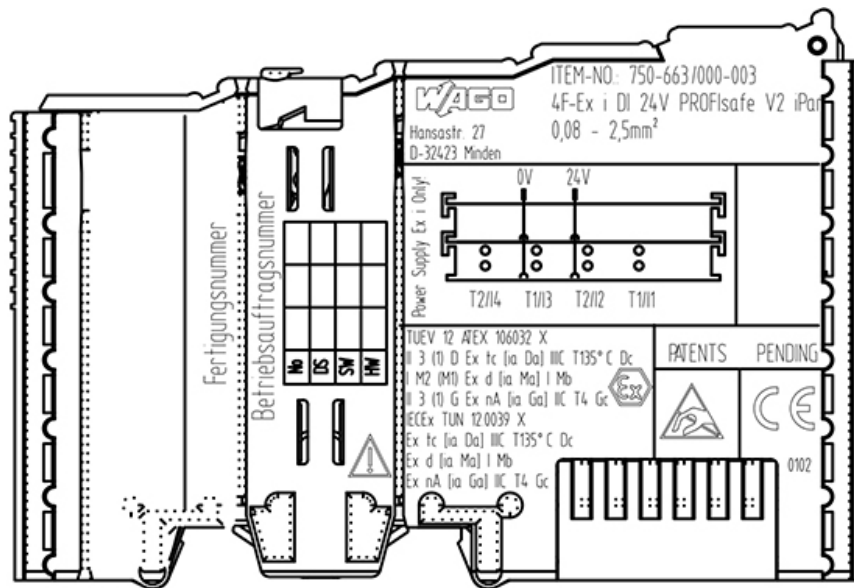 Fertigungsnummer
Betriebsauftragsnummer
No
DS
SW
HW
WAGO
Hansastr. 27
D-32423 Minden
ITEM-NO.: 750-663/000-003
4F-Ex i DI 24V PROFIsafe V2 iPar
0,08 - 2,5mm²
Power Supply Ex i Only!
0V 24V
T2/I4 T1/I3 T2/I2 T1/I1
TUEV 12 ATEX 106032 X
II 3 (1) D Ex tc [ia Da] IIIC T135°C Dc
I M2 (M1) Ex d [ia Ma] I Mb
II 3 (1) G Ex nA [ia Ga] IIC T4 Gc
IECEx TUN 12 0039 X
Ex tc [ia Da] IIIC T135°C Dc
Ex d [ia Ma] I Mb
Ex nA [ia Ga] IIC T4 Gc
Ex
PATENTS PENDING
CE
0102